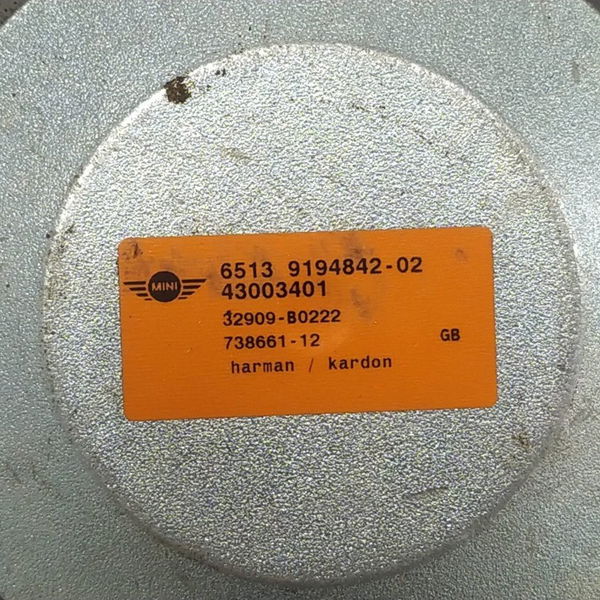 MINI
6513 9194842-02
43003401
32909-B0222
738661-12 GB
harman / kardon